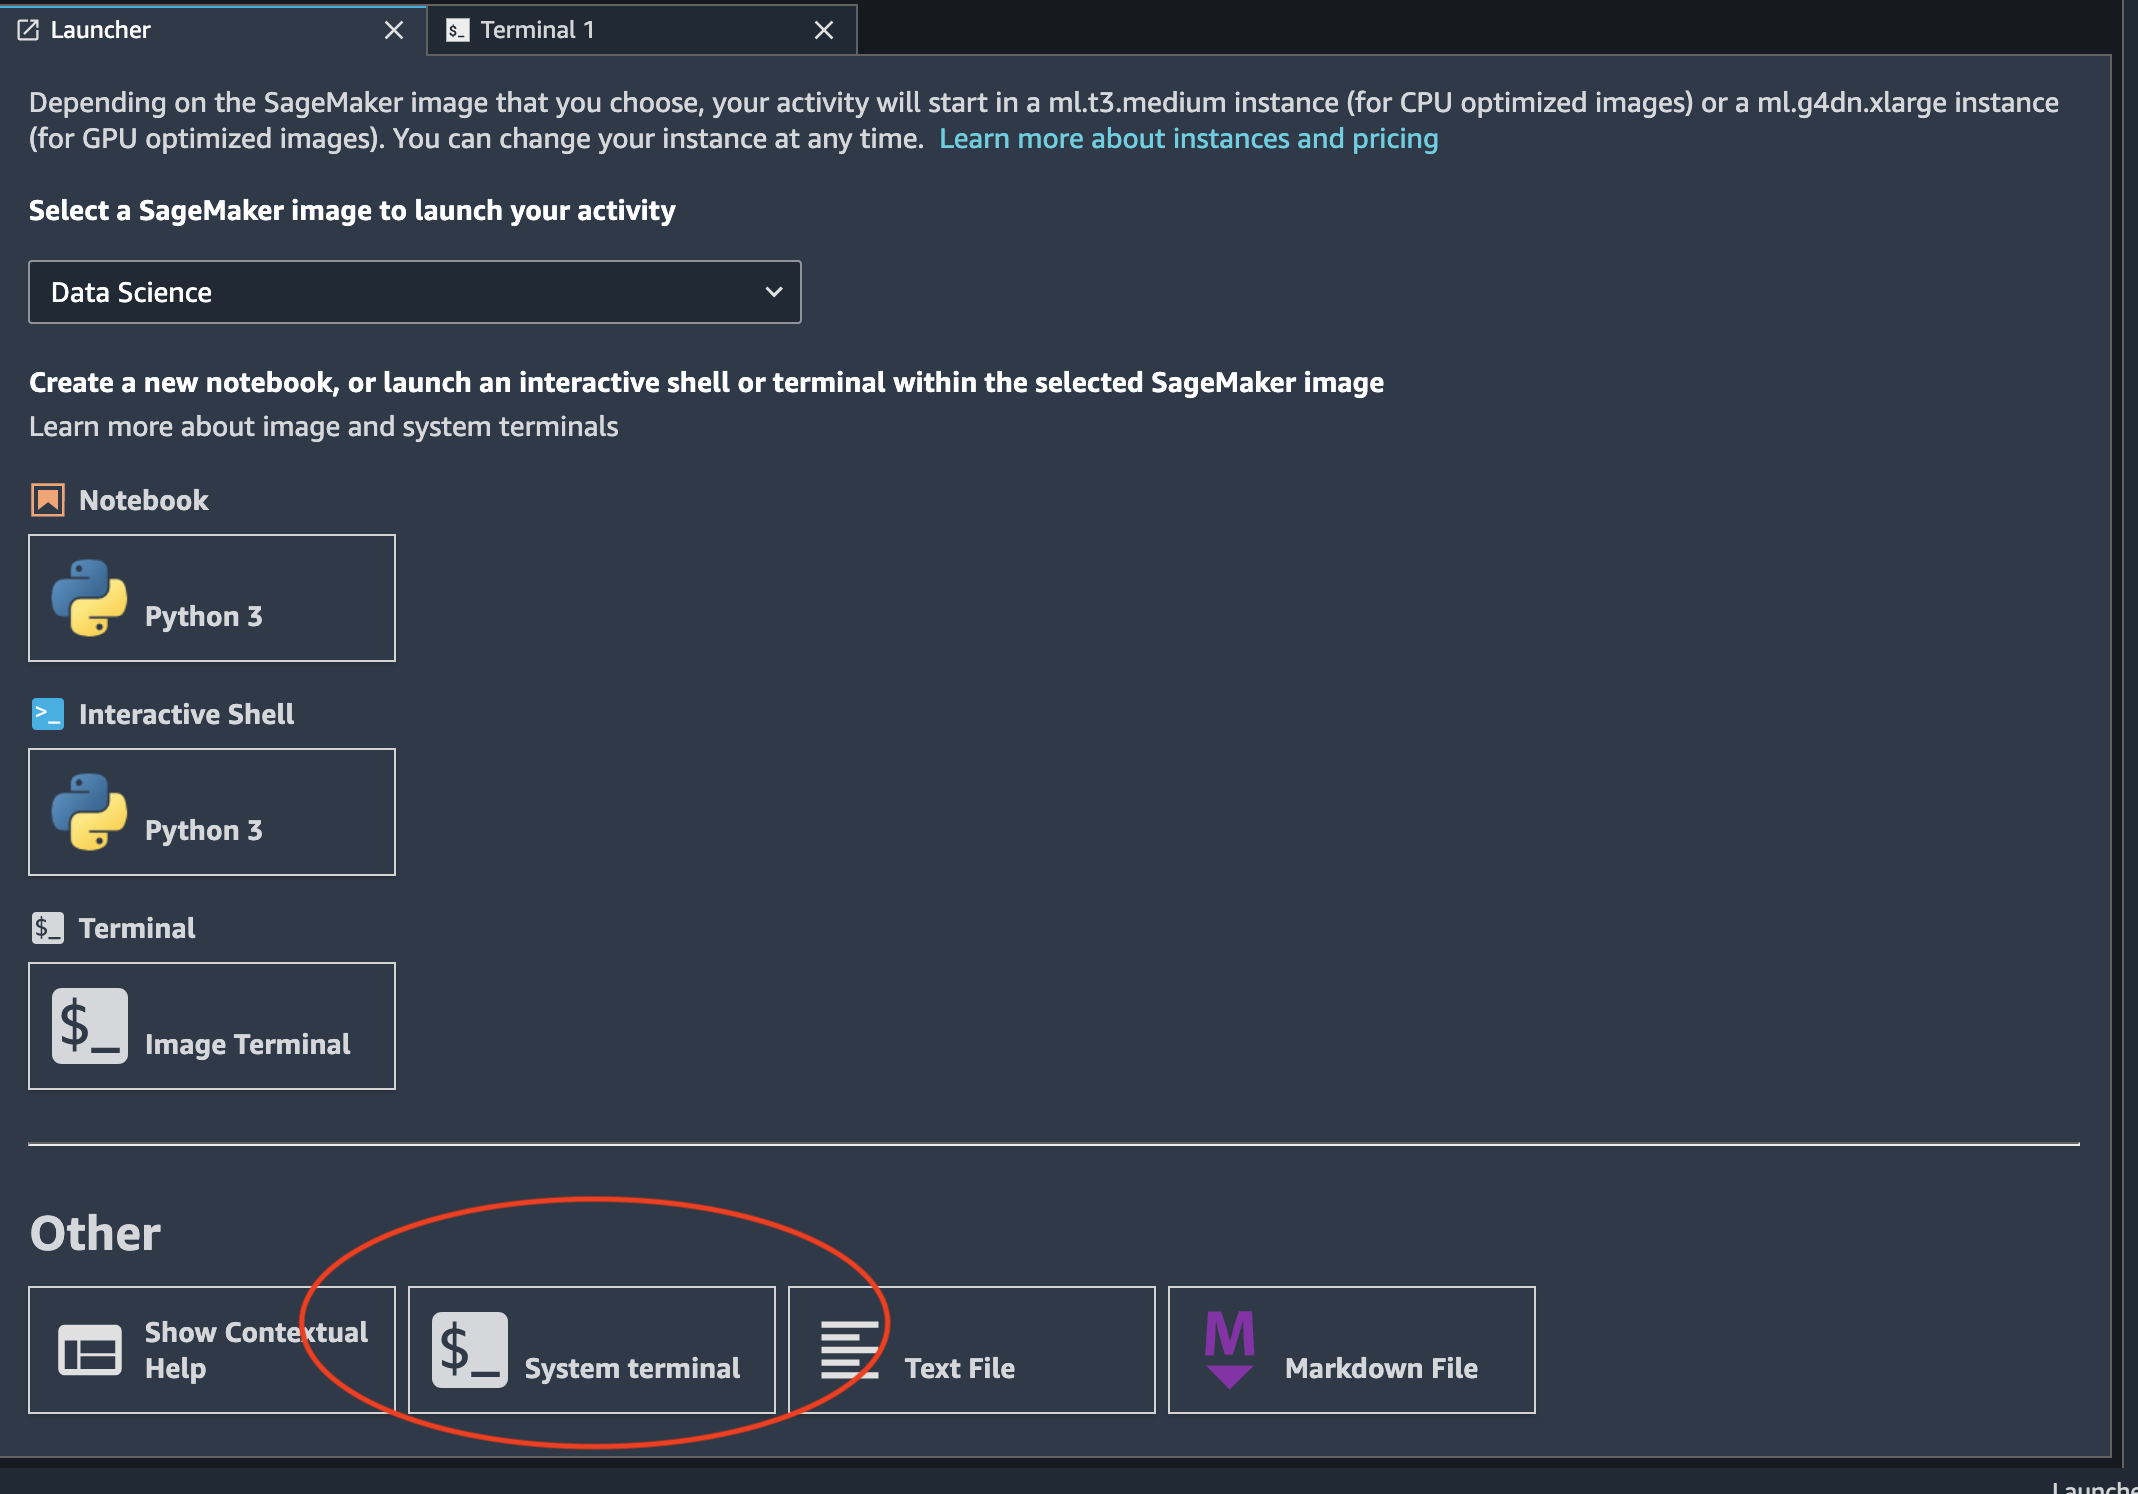 Launcher
Terminal 1
Depending on the SageMaker image that you choose, your activity will start in a ml.t3.medium instance (for CPU optimized images) or a ml.g4dn.xlarge instance
(for GPU optimized images). You can change your instance at any time. Learn more about instances and pricing
Select a SageMaker image to launch your activity
Data Science
Create a new notebook, or launch an interactive shell or terminal within the selected SageMaker image
Learn more about image and system terminals
Notebook
Python 3
>_ Interactive Shell
Python 3
$_ Terminal
$_ Image Terminal
Other
Show Contextual
Help
$_ System terminal
Text File
M Markdown File